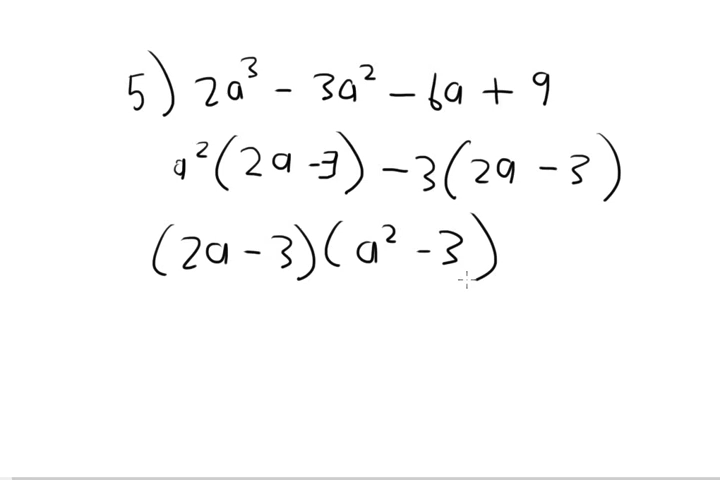 5) 2a³ - 3a² - 6a + 9
a²(2a - 3) - 3(2a - 3)
(2a - 3)(a² - 3)